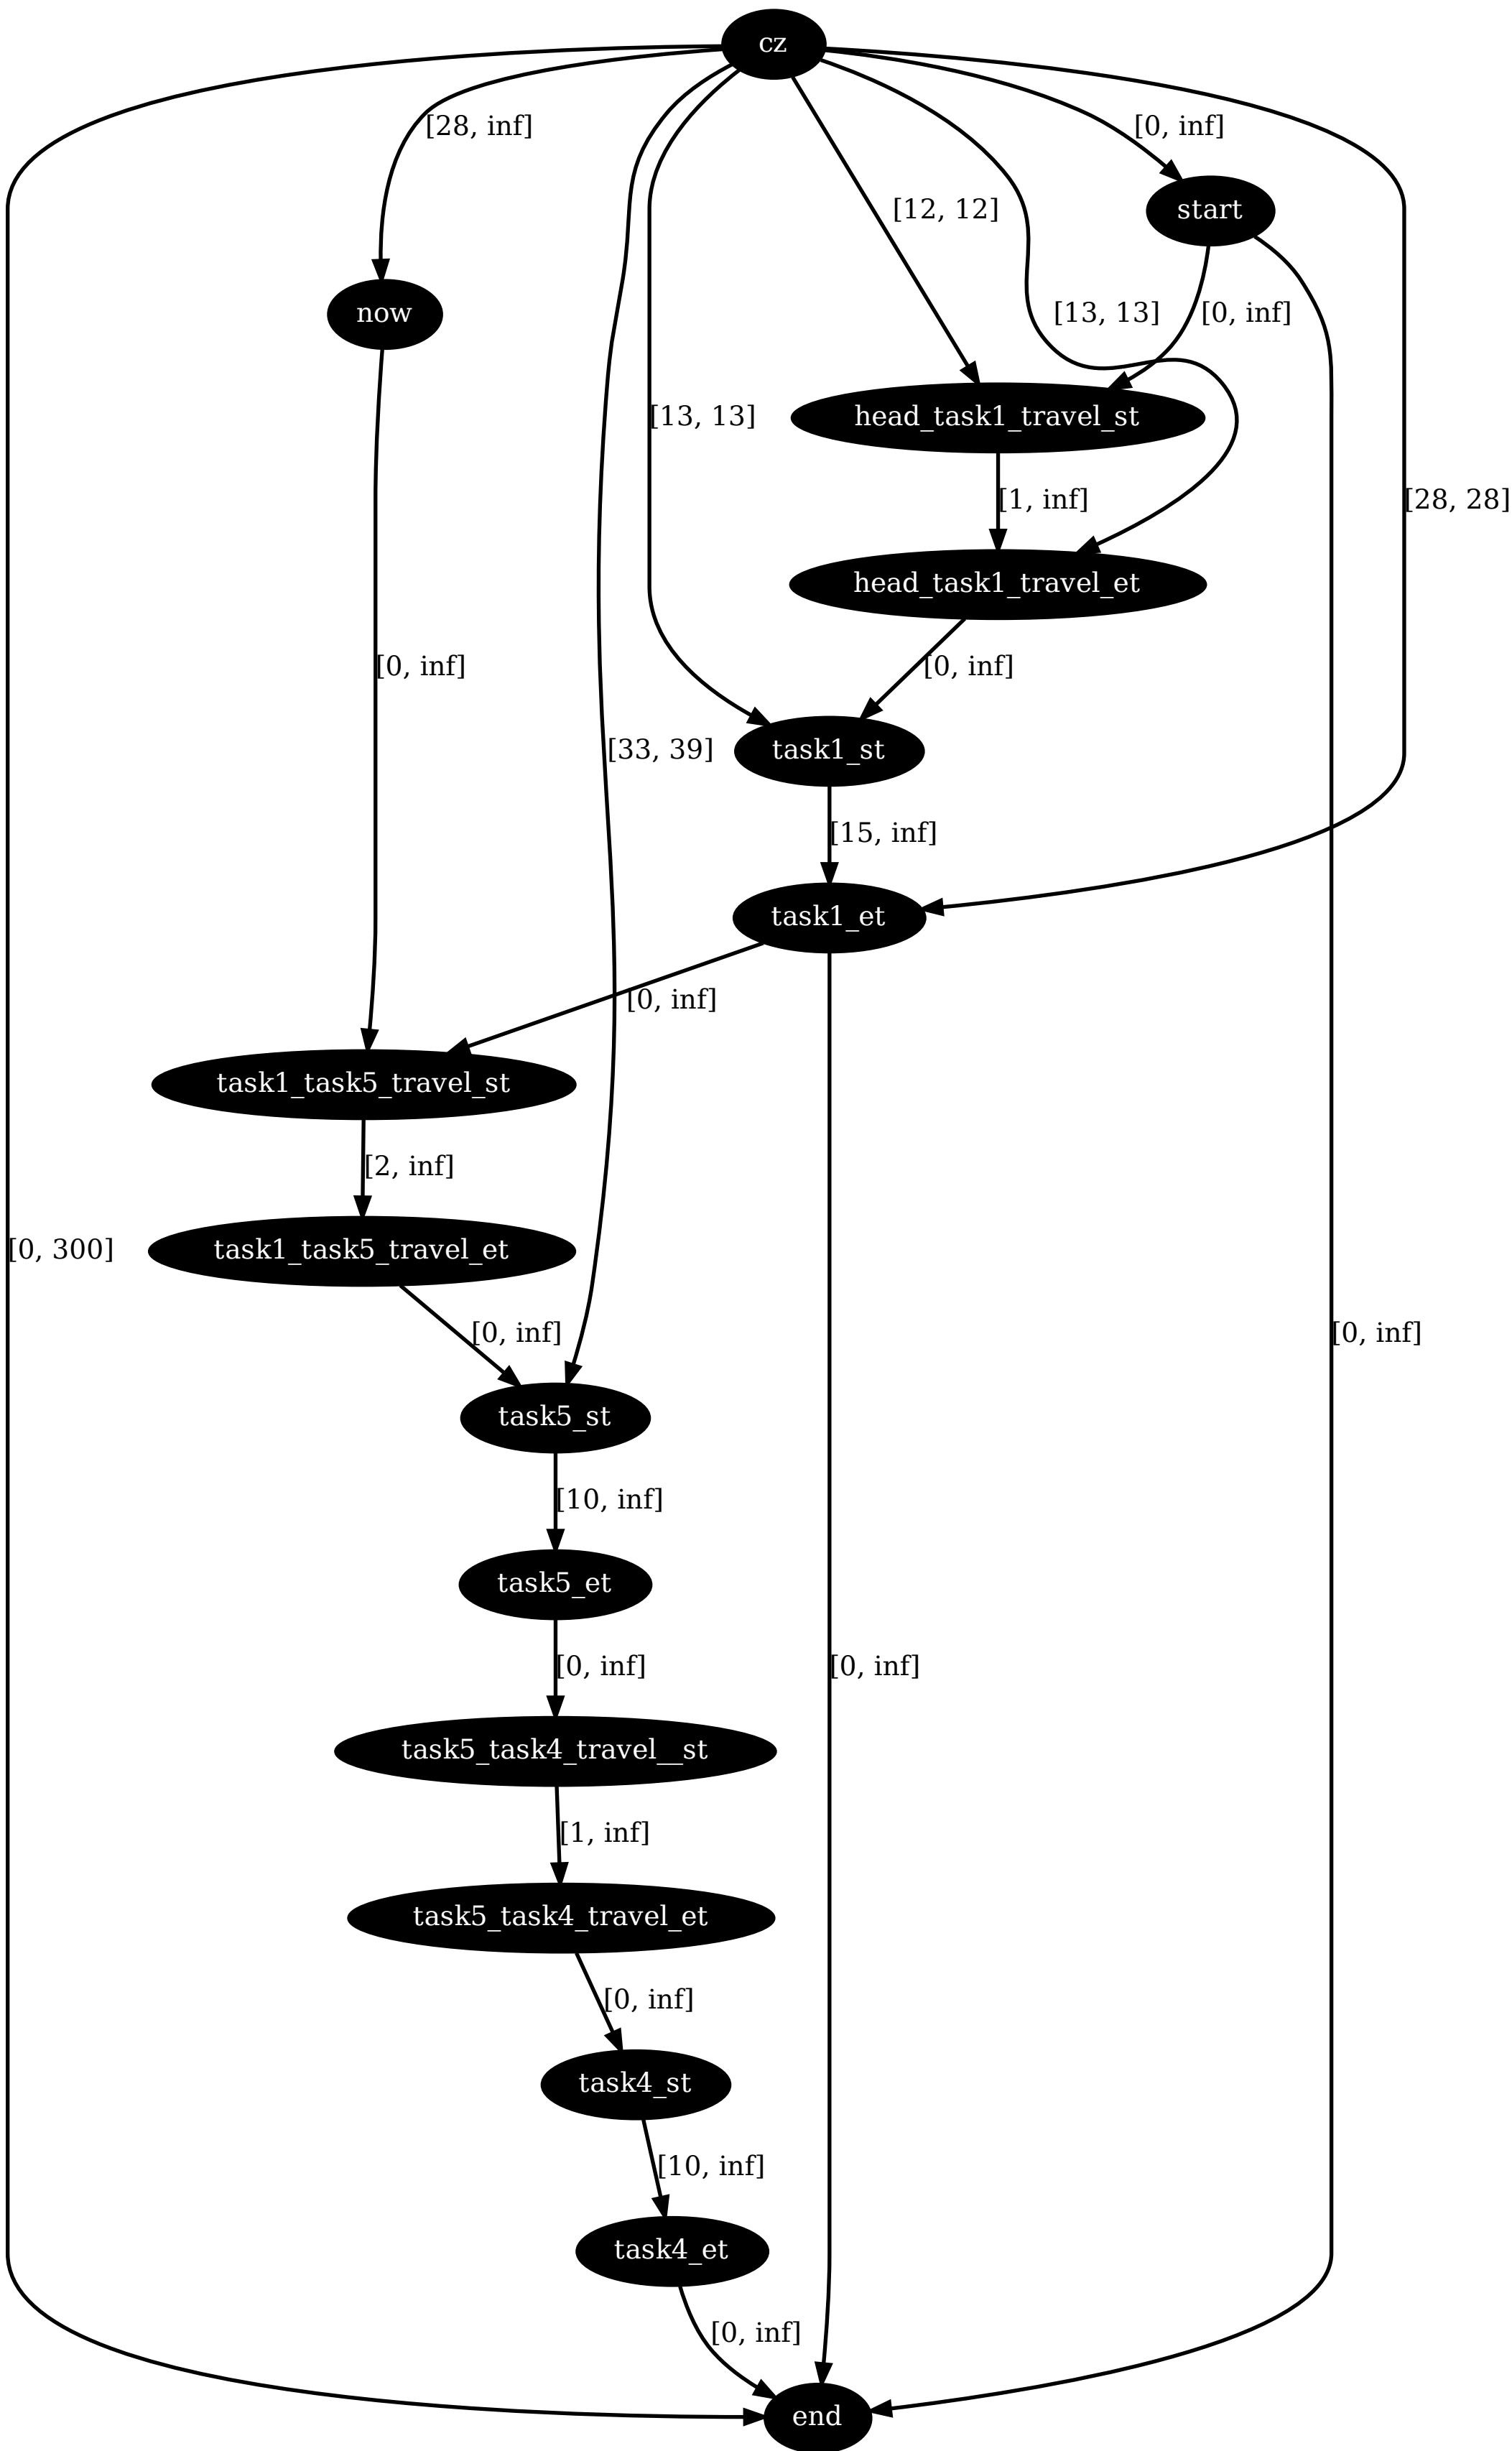 cz
[28, inf]
[0, inf]
start
[12, 12]
now
[13, 13]
[0, inf]
[13, 13]
head_task1_travel_st
[1, inf]
[28, 28]
head_task1_travel_et
[0, inf]
[0, inf]
[33, 39]
task1_st
[15, inf]
task1_et
[0, inf]
task1_task5_travel_st
[2, inf]
[0, 300]
task1_task5_travel_et
[0, inf]
[0, inf]
task5_st
[10, inf]
task5_et
[0, inf]
[0, inf]
task5_task4_travel__st
[1, inf]
task5_task4_travel_et
[0, inf]
task4_st
[10, inf]
task4_et
[0, inf]
end